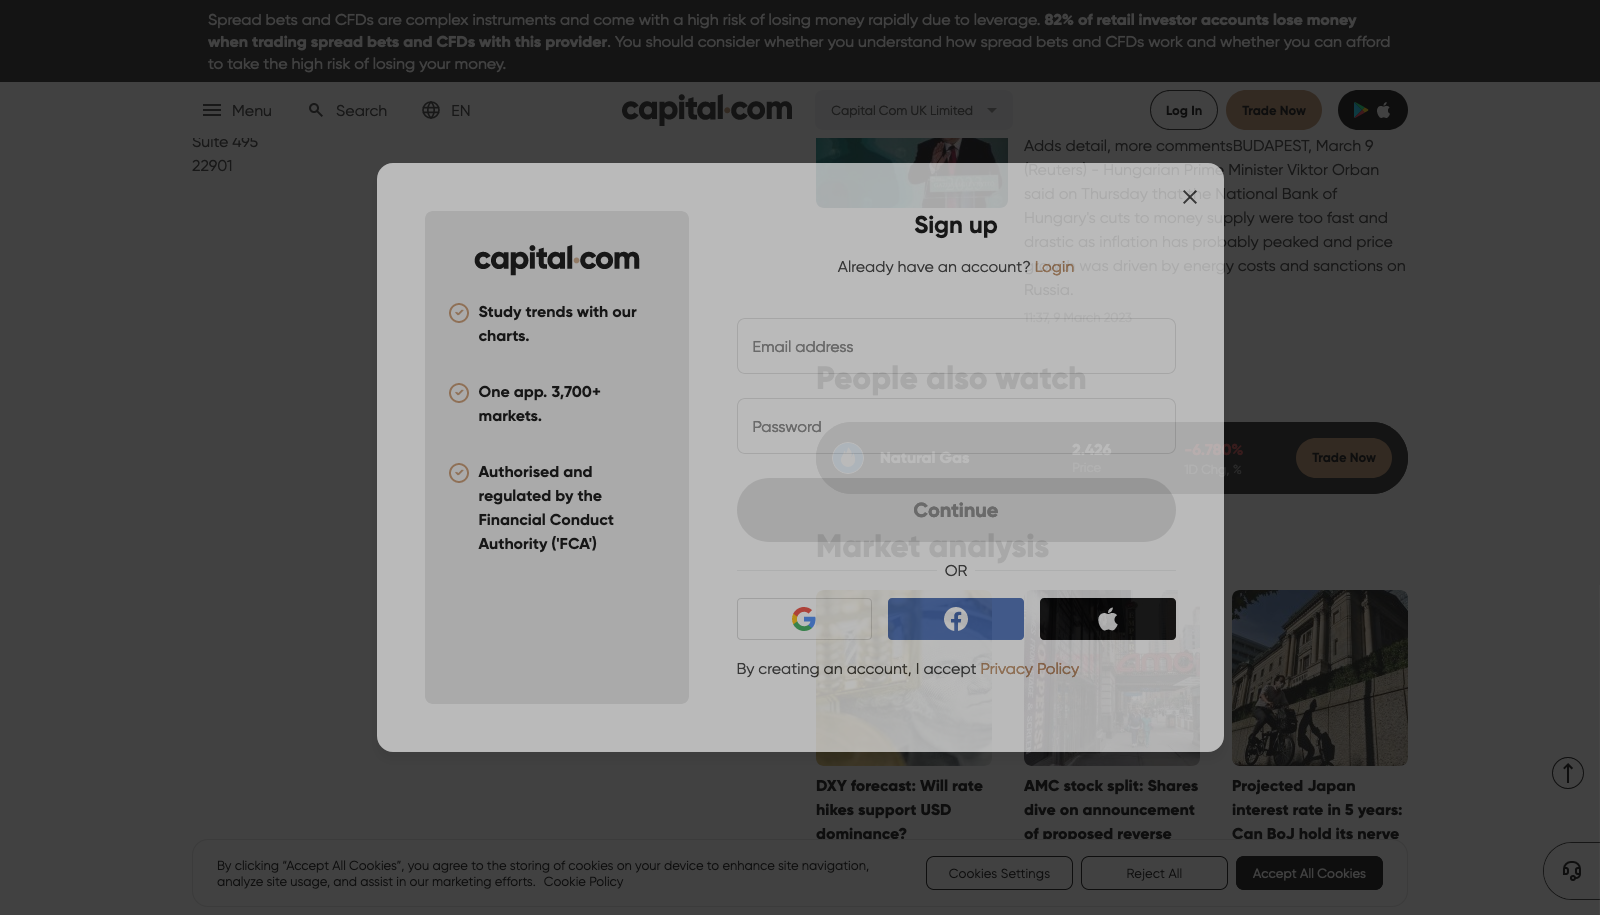 Spread bets and CFDs are complex instruments and come with a high risk of losing money rapidly due to leverage. 82% of retail investor accounts lose money
when trading spread bets and CFDs with this provider. You should consider whether you understand how spread bets and CFDs work and whether you can afford
to take the high risk of losing your money.
Menu
Search
EN
capital.com
Capital Com UK Limited
Log In
Trade Now
Suite 495
22901
Adds detail, more commentsBUDAPEST, March 9
(Reuters) - Hungarian Prime Minister Viktor Orban
said on Thursday that the National Bank of
Hungary's cuts to money supply were too fast and
drastic as inflation has probably peaked and price
was driven by energy costs and sanctions on
Russia.
11:37, 9 March 2023
capital.com
Study trends with our
charts.
One app. 3,700+
markets.
Authorised and
regulated by the
Financial Conduct
Authority ('FCA')
Sign up
Already have an account? Login
Email address
People also watch
Password
Natural Gas
2.426
Price
-6.780%
1D Chg, %
Trade Now
Continue
Market analysis
OR
By creating an account, I accept Privacy Policy
DXY forecast: Will rate
hikes support USD
dominance?
AMC stock split: Shares
dive on announcement
of proposed reverse
Projected Japan
interest rate in 5 years:
Can BoJ hold its nerve
By clicking "Accept All Cookies", you agree to the storing of cookies on your device to enhance site navigation,
analyze site usage, and assist in our marketing efforts. Cookie Policy
Cookies Settings
Reject All
Accept All Cookies